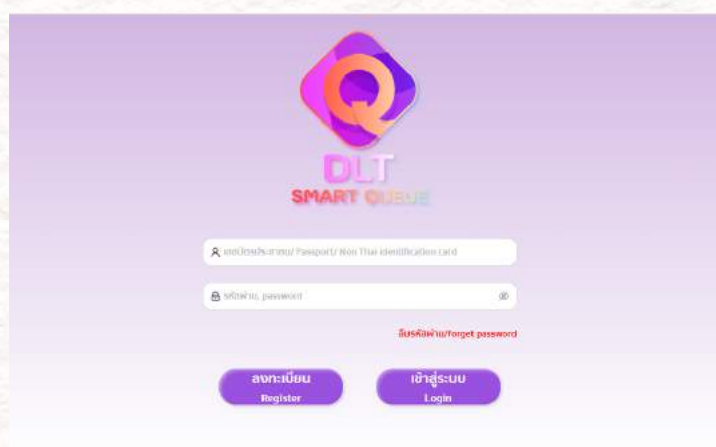 Q
DLT
SMART QUEUE
เลขบัตรประชาชน/ Passport/ Non Thai identification card
รหัสผ่าน, password
ลืมรหัสผ่าน/Forget password
ลงทะเบียน
Register
เข้าสู่ระบบ
Login